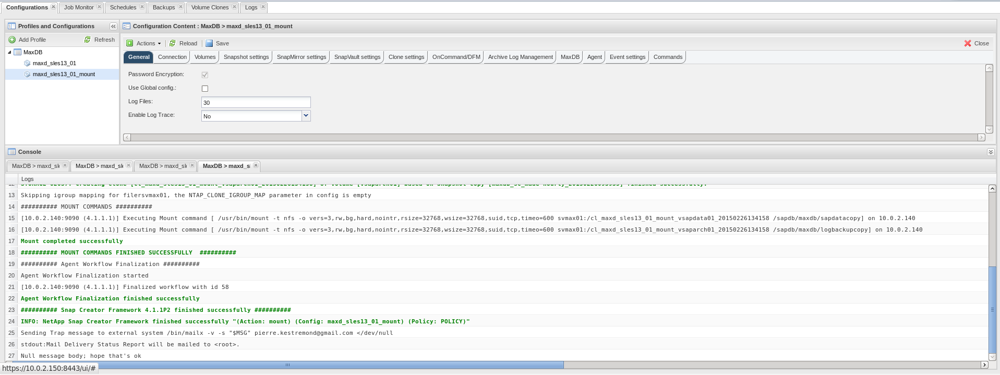 Configurations Job Monitor Schedules Backups Volume Clones Logs
Profiles and Configurations
Add Profile Refresh
MaxDB
maxd_sles13_01
maxd_sles13_01_mount
Configuration Content : MaxDB > maxd_sles13_01_mount
Actions Reload Save Close
General Connection Volumes Snapshot settings SnapMirror settings SnapVault settings Clone settings OnCommand/DFM Archive Log Management MaxDB Agent Event settings Commands
Password Encryption:
Use Global config.:
Log Files: 30
Enable Log Trace: No
Console
MaxDB > maxd_sle MaxDB > maxd_sle MaxDB > maxd_sle MaxDB > maxd_s
Logs
13 Skipping igroup mapping for filersvmax01, the NTAP_CLONE_IGROUP_MAP parameter in config is empty
14 ########## MOUNT COMMANDS ##########
15 [10.0.2.140:9090 (4.1.1.1)] Executing Mount command [ /usr/bin/mount -t nfs -o vers=3,rw,bg,hard,nointr,rsize=32768,wsize=32768,suid,tcp,timeo=600 svmax01:/cl_maxd_sles13_01_mount_vsapdata01_20150226134158 /sapdb/maxdb/sapdatacopy] on 10.0.2.140
16 [10.0.2.140:9090 (4.1.1.1)] Executing Mount command [ /usr/bin/mount -t nfs -o vers=3,rw,bg,hard,nointr,rsize=32768,wsize=32768,suid,tcp,timeo=600 svmax01:/cl_maxd_sles13_01_mount_vsaparch01_20150226134158 /sapdb/maxdb/logbackupcopy] on 10.0.2.140
17 Mount completed successfully
18 ########## MOUNT COMMANDS FINISHED SUCCESSFULLY ##########
19 ########## Agent Workflow Finalization ##########
20 Agent Workflow Finalization started
21 [10.0.2.140:9090 (4.1.1.1)] Finalized workflow with id 58
22 Agent Workflow Finalization finished successfully
23 ########## Snap Creator Framework 4.1.1P2 finished successfully ##########
24 INFO: NetApp Snap Creator Framework finished successfully "(Action: mount) (Config: maxd_sles13_01_mount) (Policy: POLICY)"
25 Sending Trap message to external system /bin/mailx -v -s "$MSG" pierre.kestremond@gmail.com </dev/null
26 stdout:Mail Delivery Status Report will be mailed to <root>.
27 Null message body; hope that's ok
https://10.0.2.150:8443/ui/#